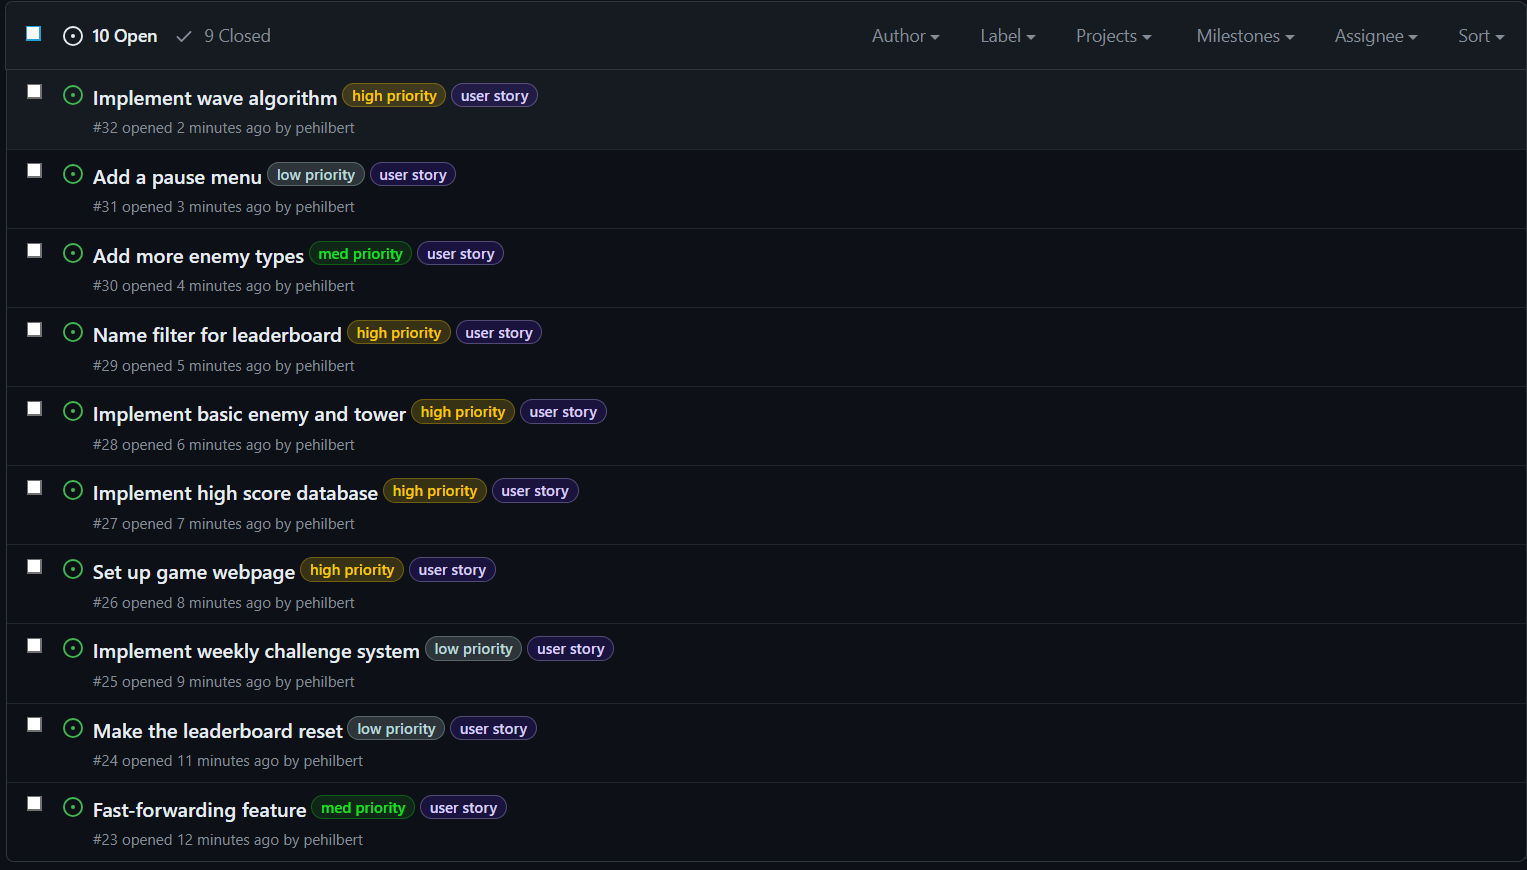 10 Open 9 Closed Author Label Projects Milestones Assignee Sort
Implement wave algorithm high priority user story
#32 opened 2 minutes ago by pehilbert
Add a pause menu low priority user story
#31 opened 3 minutes ago by pehilbert
Add more enemy types med priority user story
#30 opened 4 minutes ago by pehilbert
Name filter for leaderboard high priority user story
#29 opened 5 minutes ago by pehilbert
Implement basic enemy and tower high priority user story
#28 opened 6 minutes ago by pehilbert
Implement high score database high priority user story
#27 opened 7 minutes ago by pehilbert
Set up game webpage high priority user story
#26 opened 8 minutes ago by pehilbert
Implement weekly challenge system low priority user story
#25 opened 9 minutes ago by pehilbert
Make the leaderboard reset low priority user story
#24 opened 11 minutes ago by pehilbert
Fast-forwarding feature med priority user story
#23 opened 12 minutes ago by pehilbert